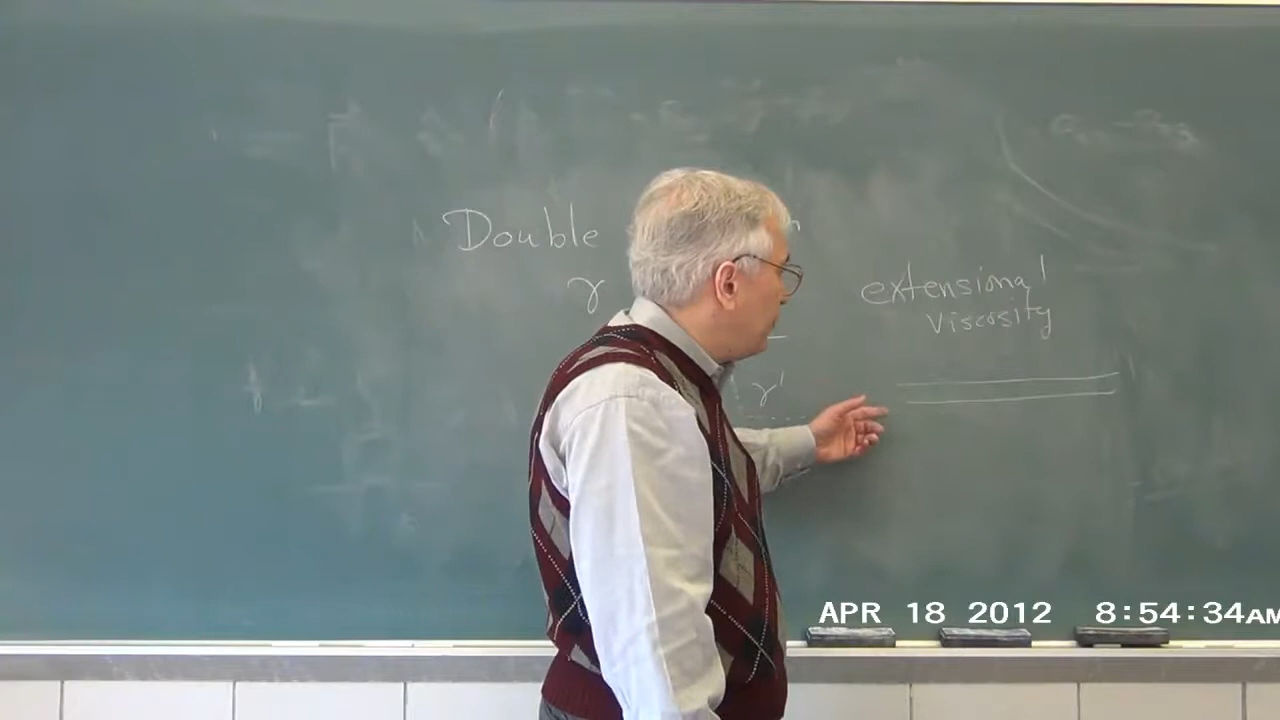 Double
γ
extensional
viscosity
γ'
APR 18 2012 8:54:34AM